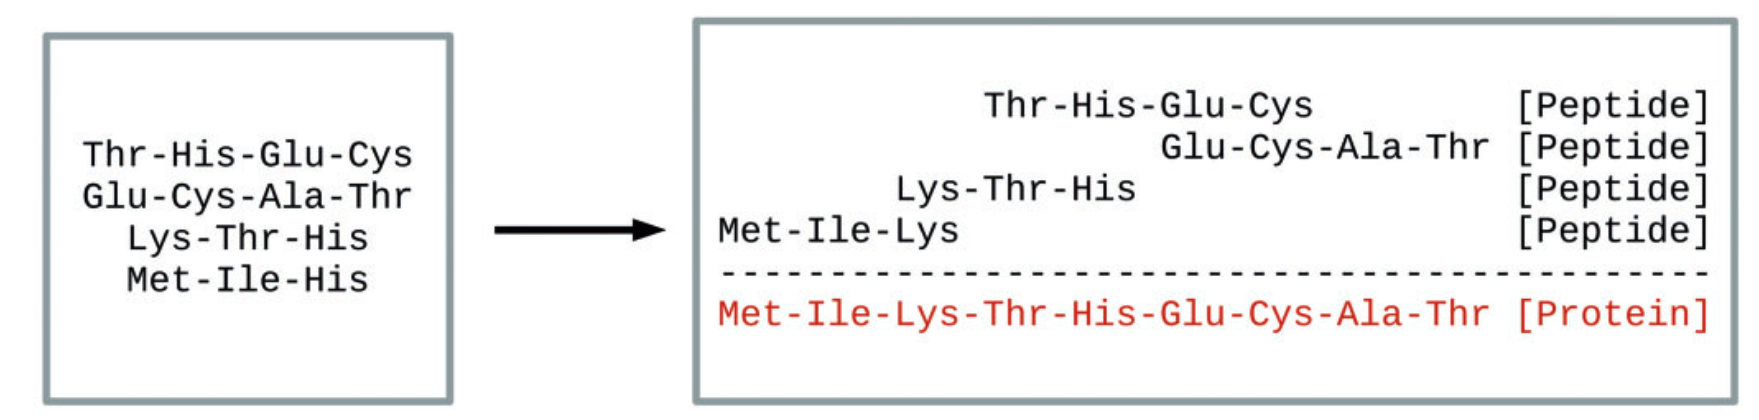 Thr-His-Glu-Cys
Glu-Cys-Ala-Thr
Lys-Thr-His
Met-Ile-His
Thr-His-Glu-Cys [Peptide]
Glu-Cys-Ala-Thr [Peptide]
Lys-Thr-His [Peptide]
Met-Ile-Lys [Peptide]
---------------------------------------------
Met-Ile-Lys-Thr-His-Glu-Cys-Ala-Thr [Protein]